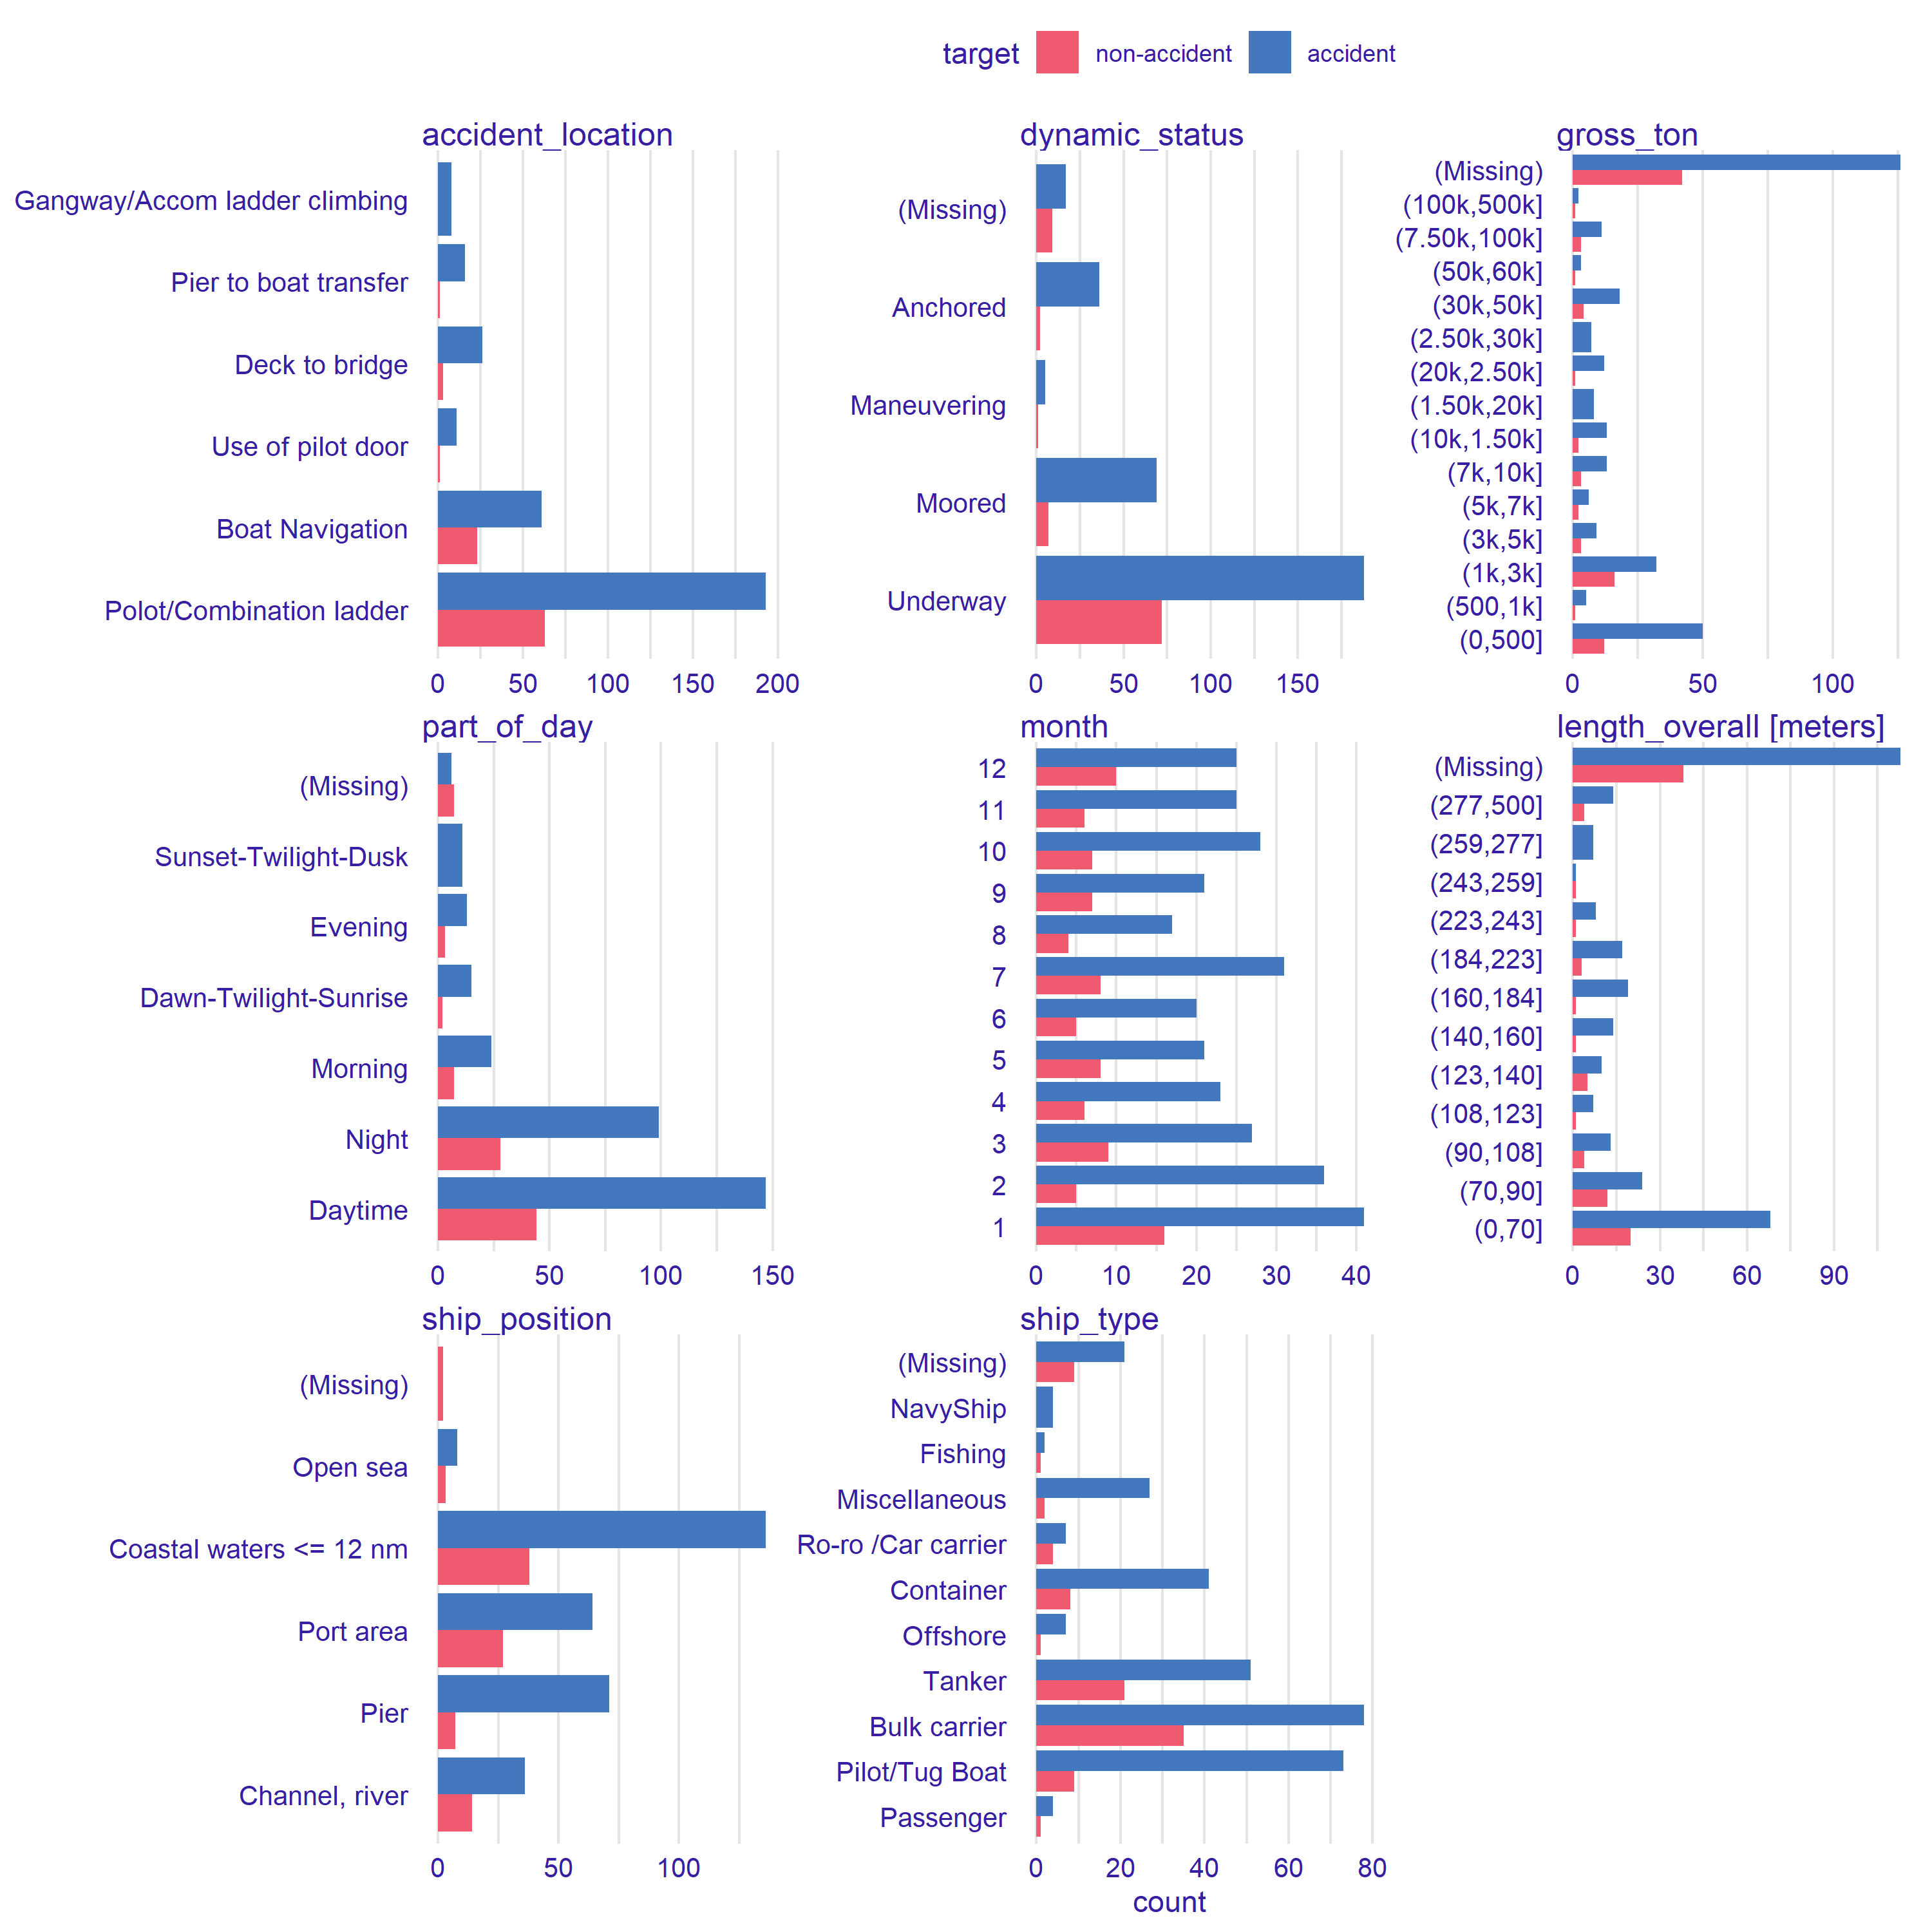 target non-accident accident
accident_location
Gangway/Accom ladder climbing
Pier to boat transfer
Deck to bridge
Use of pilot door
Boat Navigation
Polot/Combination ladder
0 50 100 150 200
dynamic_status
(Missing)
Anchored
Maneuvering
Moored
Underway
0 50 100 150
gross_ton
(Missing)
(100k,500k]
(7.50k,100k]
(50k,60k]
(30k,50k]
(2.50k,30k]
(20k,2.50k]
(1.50k,20k]
(10k,1.50k]
(7k,10k]
(5k,7k]
(3k,5k]
(1k,3k]
(500,1k]
(0,500]
0 50 100
part_of_day
(Missing)
Sunset-Twilight-Dusk
Evening
Dawn-Twilight-Sunrise
Morning
Night
Daytime
0 50 100 150
month
12
11
10
9
8
7
6
5
4
3
2
1
0 10 20 30 40
length_overall [meters]
(Missing)
(277,500]
(259,277]
(243,259]
(223,243]
(184,223]
(160,184]
(140,160]
(123,140]
(108,123]
(90,108]
(70,90]
(0,70]
0 30 60 90
ship_position
(Missing)
Open sea
Coastal waters <= 12 nm
Port area
Pier
Channel, river
0 50 100
ship_type
(Missing)
NavyShip
Fishing
Miscellaneous
Ro-ro /Car carrier
Container
Offshore
Tanker
Bulk carrier
Pilot/Tug Boat
Passenger
0 20 40 60 80
count